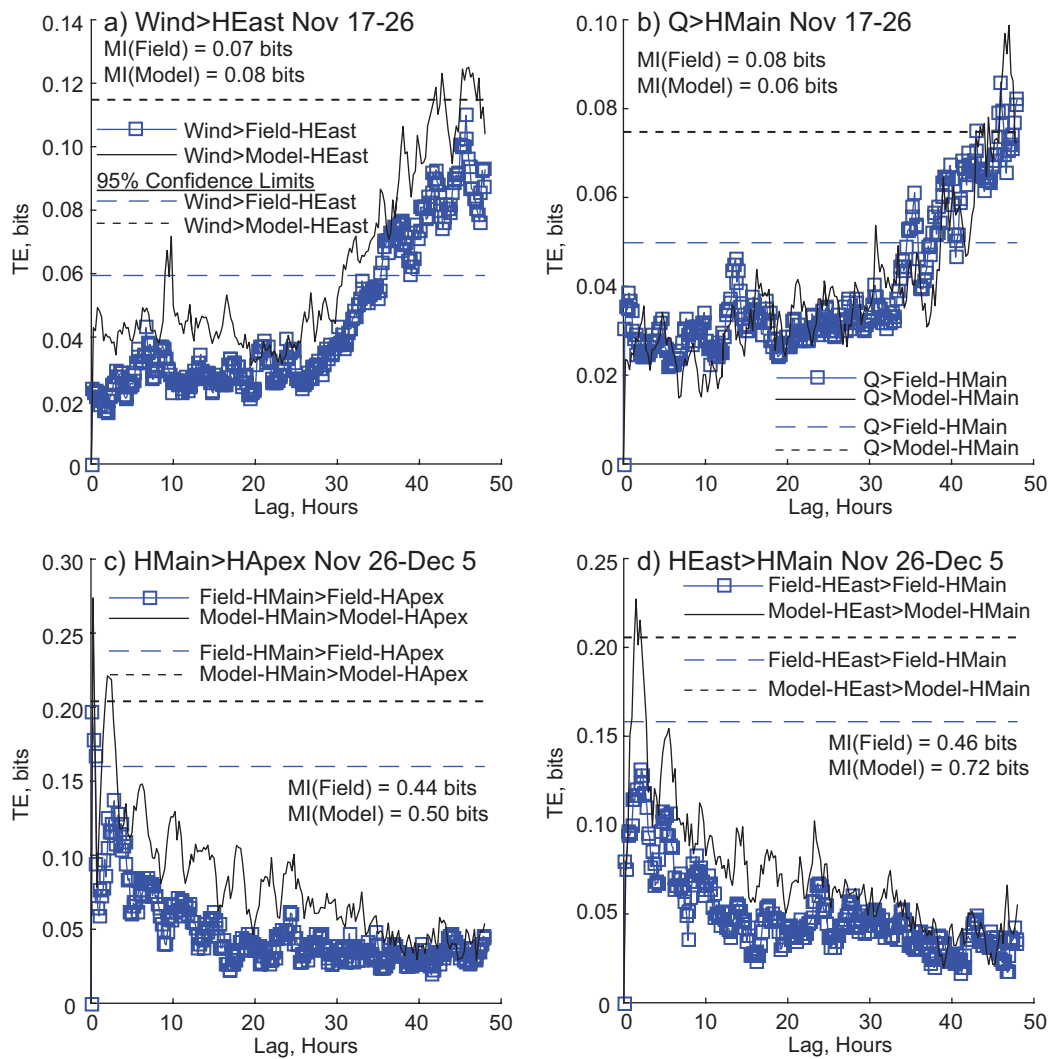 a) Wind>HEast Nov 17-26
MI(Field) = 0.07 bits
MI(Model) = 0.08 bits
Wind>Field-HEast
Wind>Model-HEast
95% Confidence Limits
Wind>Field-HEast
Wind>Model-HEast
TE, bits
0.14
0.12
0.10
0.08
0.06
0.04
0.02
0
0 10 20 30 40 50
Lag, Hours
b) Q>HMain Nov 17-26
MI(Field) = 0.08 bits
MI(Model) = 0.06 bits
Q>Field-HMain
Q>Model-HMain
Q>Field-HMain
Q>Model-HMain
TE, bits
0.10
0.08
0.06
0.04
0.02
0
0 10 20 30 40 50
Lag, Hours
c) HMain>HApex Nov 26-Dec 5
Field-HMain>Field-HApex
Model-HMain>Model-HApex
Field-HMain>Field-HApex
Model-HMain>Model-HApex
MI(Field) = 0.44 bits
MI(Model) = 0.50 bits
TE, bits
0.30
0.25
0.20
0.15
0.10
0.05
0
0 10 20 30 40 50
Lag, Hours
d) HEast>HMain Nov 26-Dec 5
Field-HEast>Field-HMain
Model-HEast>Model-HMain
Field-HEast>Field-HMain
Model-HEast>Model-HMain
MI(Field) = 0.46 bits
MI(Model) = 0.72 bits
TE, bits
0.25
0.20
0.15
0.10
0.05
0
0 10 20 30 40 50
Lag, Hours